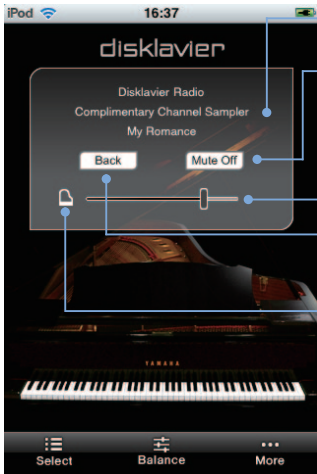 iPod 16:37
disklavier
Disklavier Radio
Complimentary Channel Sampler
My Romance
Back Mute Off
YAMAHA
Select Balance More